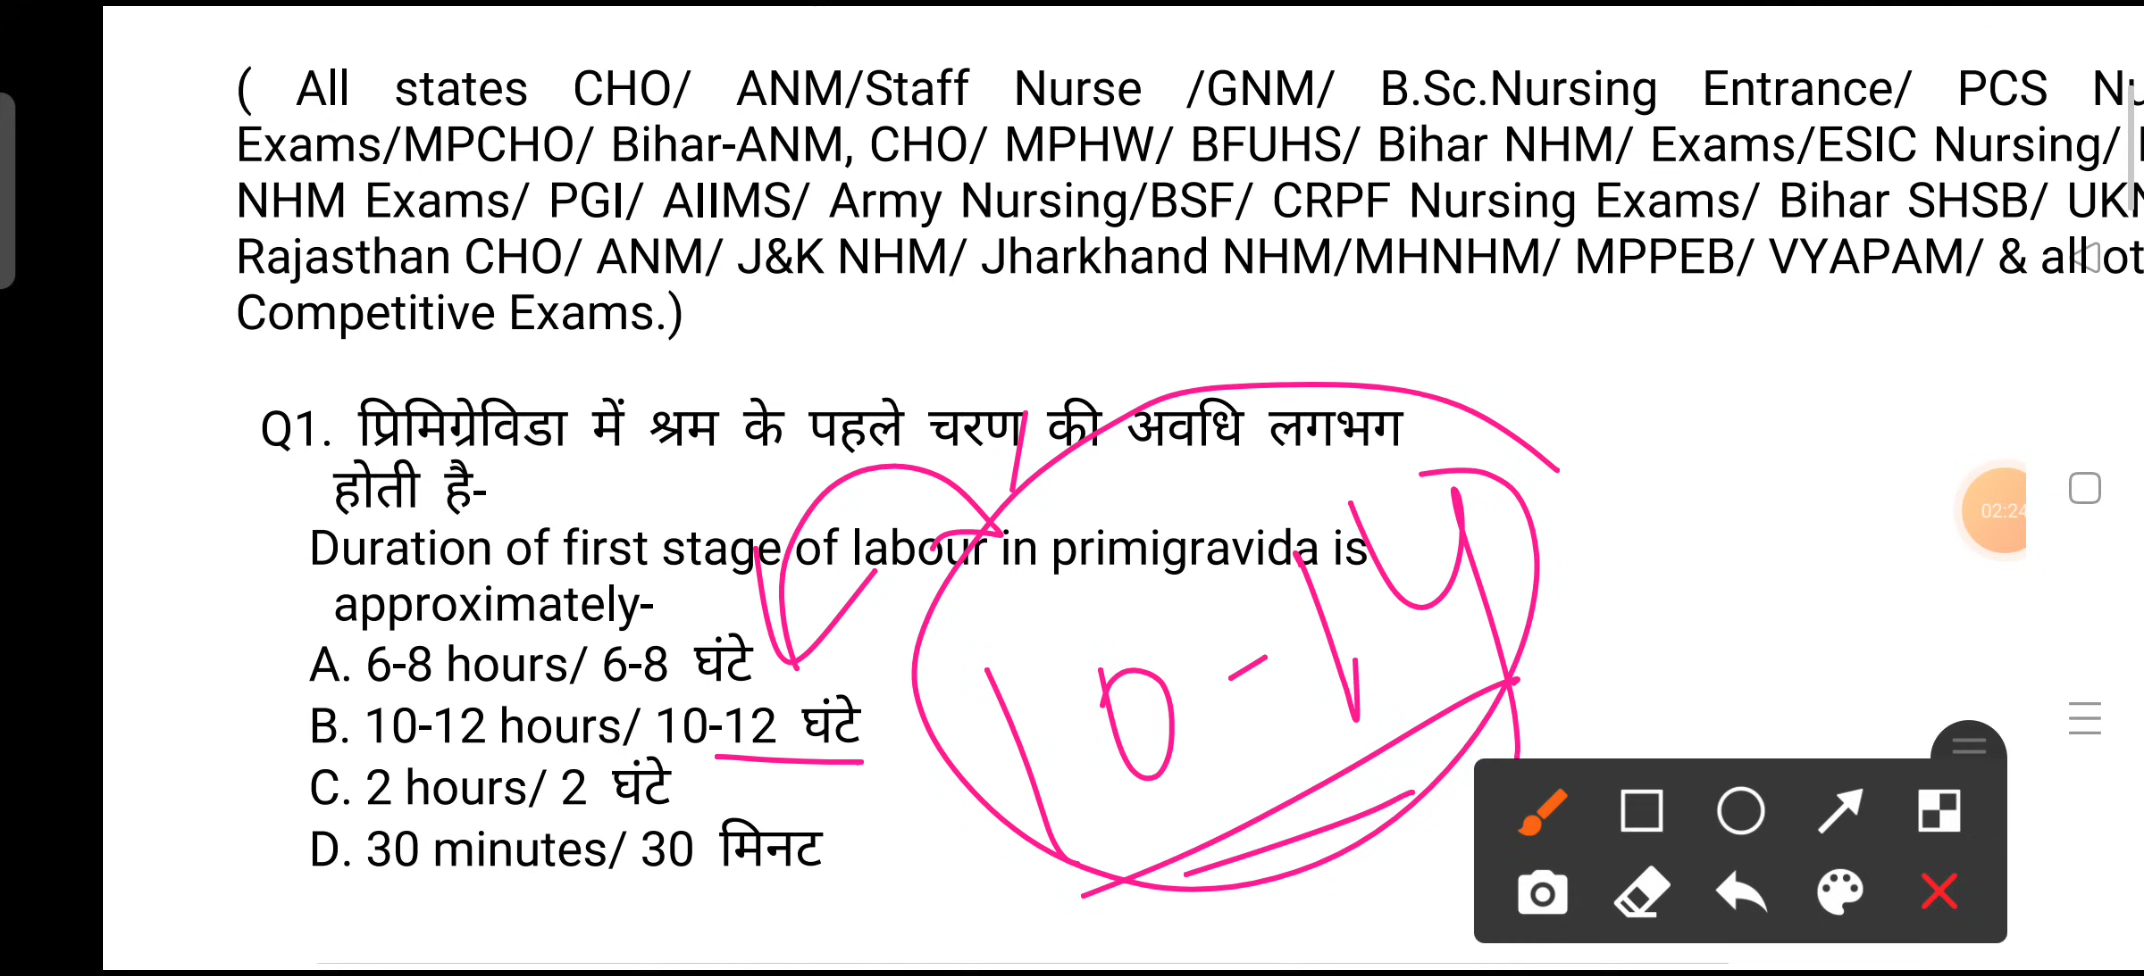 ( All states CHO/ ANM/Staff Nurse /GNM/ B.Sc.Nursing Entrance/ PCS
Exams/MPCHO/ Bihar-ANM, CHO/ MPHW/ BFUHS/ Bihar NHM/ Exams/ESIC Nursing/
NHM Exams/ PGI/ AIIMS/ Army Nursing/BSF/ CRPF Nursing Exams/ Bihar SHSB/
Rajasthan CHO/ ANM/ J&K NHM/ Jharkhand NHM/MHNHM/ MPPEB/ VYAPAM/ & all
Competitive Exams.)
Q1. प्रिमिग्रेविडा में श्रम के पहले चरण की अवधि लगभग
होती है-
Duration of first stage of labour in primigravida is
approximately-
A. 6-8 hours/ 6-8 घंटे
B. 10-12 hours/ 10-12 घंटे
C. 2 hours/ 2 घंटे
D. 30 minutes/ 30 मिनट
10-14
02:24